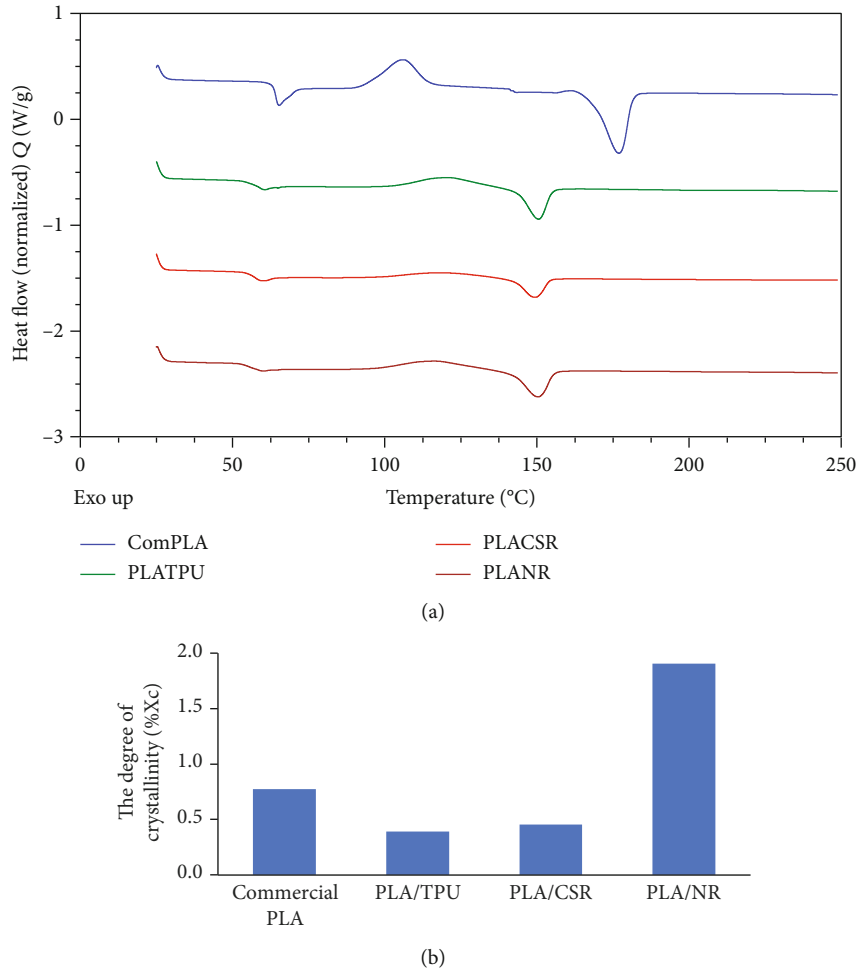 Heat flow (normalized) Q (W/g)
1
0
−1
−2
−3
0
50
100
150
200
250
Exo up
Temperature (°C)
ComPLA
PLACSR
PLATPU
PLANR
(a)
The degree of
crystallinity (%Xc)
2.0
1.5
1.0
0.5
0.0
Commercial
PLA
PLA/TPU
PLA/CSR
PLA/NR
(b)